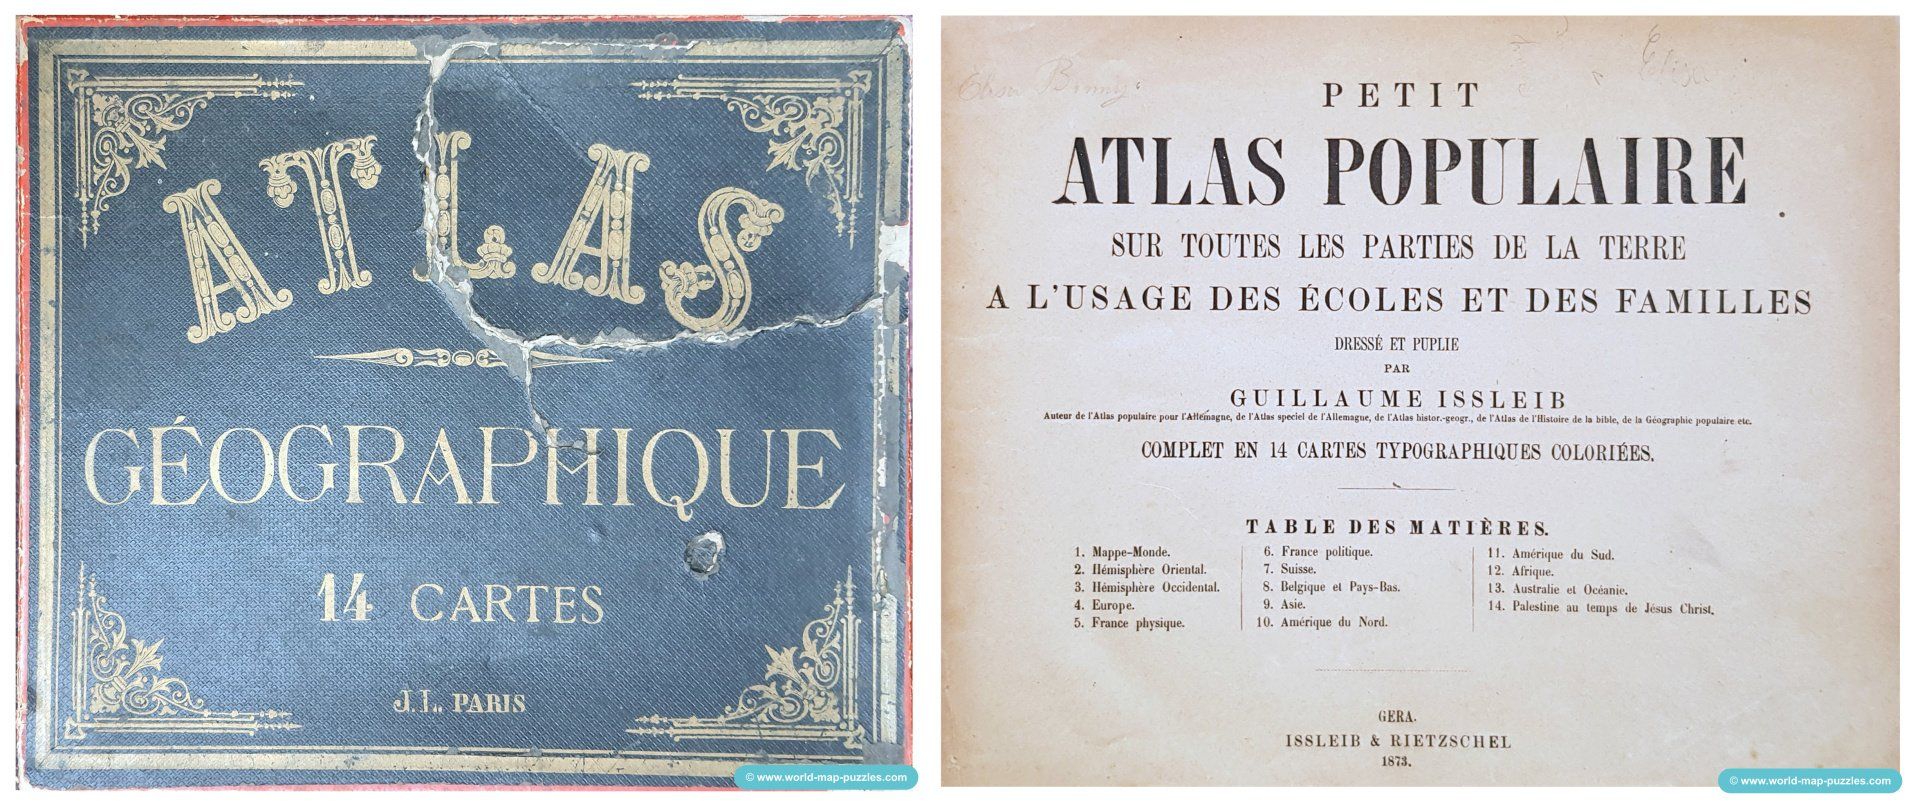 ATLAS
GÉOGRAPHIQUE
14 CARTES
J.L. PARIS
© www.world-map-puzzles.com
PETIT
ATLAS POPULAIRE
SUR TOUTES LES PARTIES DE LA TERRE
A L'USAGE DES ÉCOLES ET DES FAMILLES
DRESSÉ ET PUPLIE
PAR
GUILLAUME ISSLEIB
Auteur de l'Atlas populaire pour l'Allemagne, de l'Atlas speciel de l'Allemagne, de l'Atlas histor.-geogr., de l'Atlas de l'Histoire de la bible, de la Géographie populaire etc.
COMPLET EN 14 CARTES TYPOGRAPHIQUES COLORIÉES.
TABLE DES MATIÈRES.
1. Mappe-Monde.
2. Hémisphère Oriental.
3. Hémisphère Occidental.
4. Europe.
5. France physique.
6. France politique.
7. Suisse.
8. Belgique et Pays-Bas.
9. Asie.
10. Amérique du Nord.
11. Amérique du Sud.
12. Afrique.
13. Australie et Océanie.
14. Palestine au temps de Jésus Christ.
GERA.
ISSLEIB & RIETZSCHEL
1873.
© www.world-map-puzzles.com